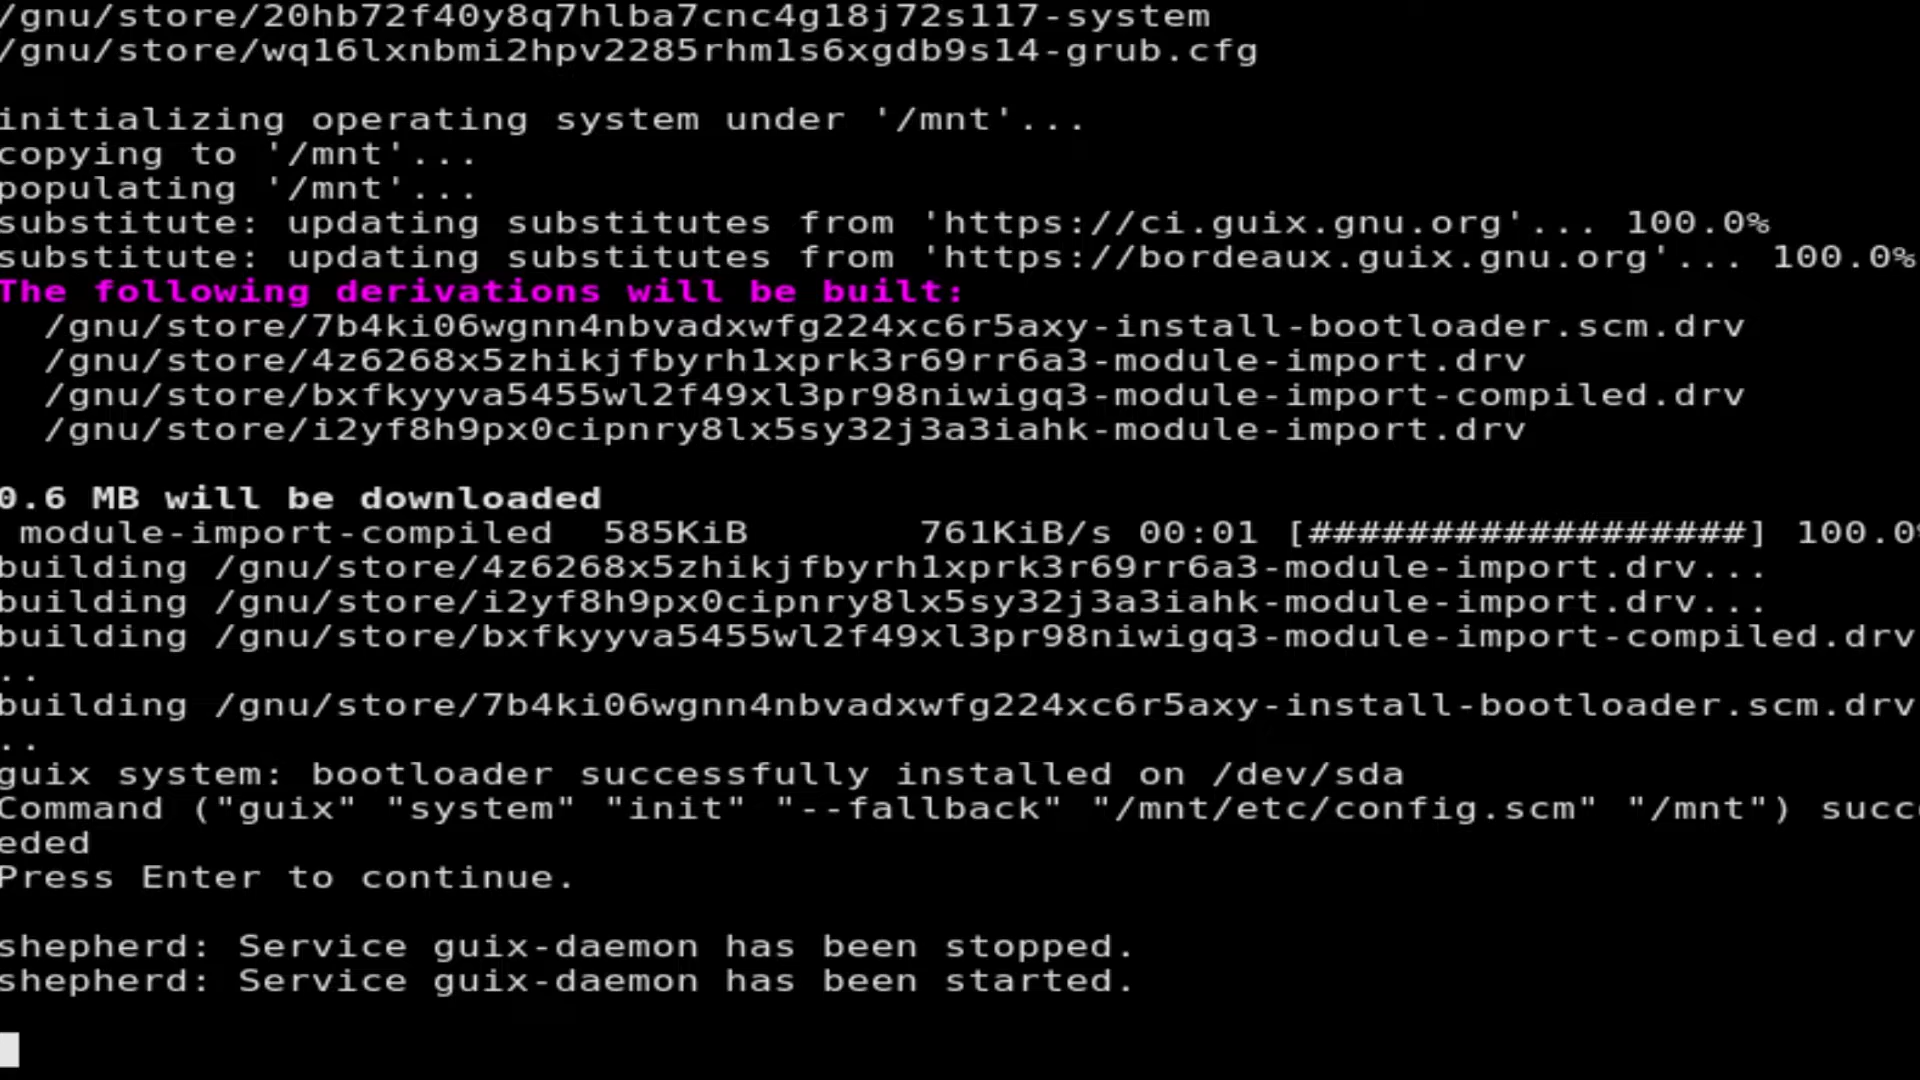 /gnu/store/20hb72f40y8q7hlba7cnc4g18j72s117-system
/gnu/store/wq16lxnbmi2hpv2285rhm1s6xgdb9s14-grub.cfg
initializing operating system under '/mnt'...
copying to '/mnt'...
populating '/mnt'...
substitute: updating substitutes from 'https://ci.guix.gnu.org'... 100.0%
substitute: updating substitutes from 'https://bordeaux.guix.gnu.org'... 100.0%
The following derivations will be built:
/gnu/store/7b4ki06wgnn4nbvadxwfg224xc6r5axy-install-bootloader.scm.drv
/gnu/store/4z6268x5zhikjfbyrh1xprk3r69rr6a3-module-import.drv
/gnu/store/bxfkyyva5455wl2f49xl3pr98niwigq3-module-import-compiled.drv
/gnu/store/i2yf8h9px0cipnry8lx5sy32j3a3iahk-module-import.drv
0.6 MB will be downloaded
module-import-compiled 585KiB 761KiB/s 00:01 [##################] 100.0%
building /gnu/store/4z6268x5zhikjfbyrh1xprk3r69rr6a3-module-import.drv...
building /gnu/store/i2yf8h9px0cipnry8lx5sy32j3a3iahk-module-import.drv...
building /gnu/store/bxfkyyva5455wl2f49xl3pr98niwigq3-module-import-compiled.drv
..
building /gnu/store/7b4ki06wgnn4nbvadxwfg224xc6r5axy-install-bootloader.scm.drv
..
guix system: bootloader successfully installed on /dev/sda
Command ("guix" "system" "init" "--fallback" "/mnt/etc/config.scm" "/mnt") succ
eded
Press Enter to continue.
shepherd: Service guix-daemon has been stopped.
shepherd: Service guix-daemon has been started.